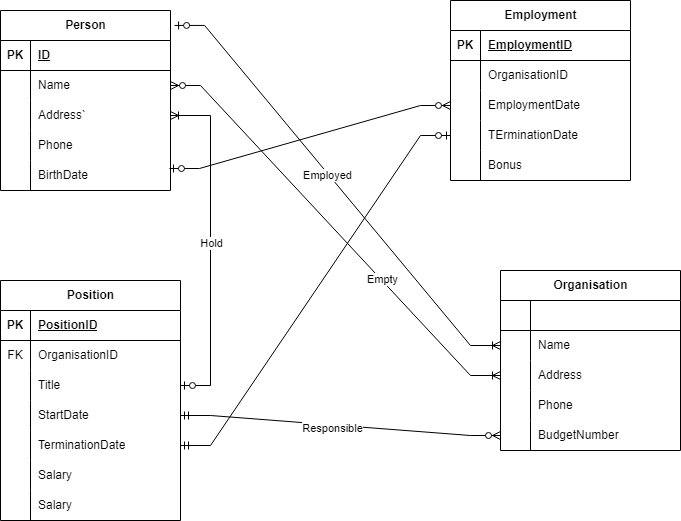 Person
PK ID
Name
Address`
Phone
BirthDate
Employment
PK EmploymentID
OrganisationID
EmploymentDate
TErminationDate
Bonus
Employed
Hold
Empty
Responsible
Position
PK PositionID
FK OrganisationID
Title
StartDate
TerminationDate
Salary
Salary
Organisation
Name
Address
Phone
BudgetNumber